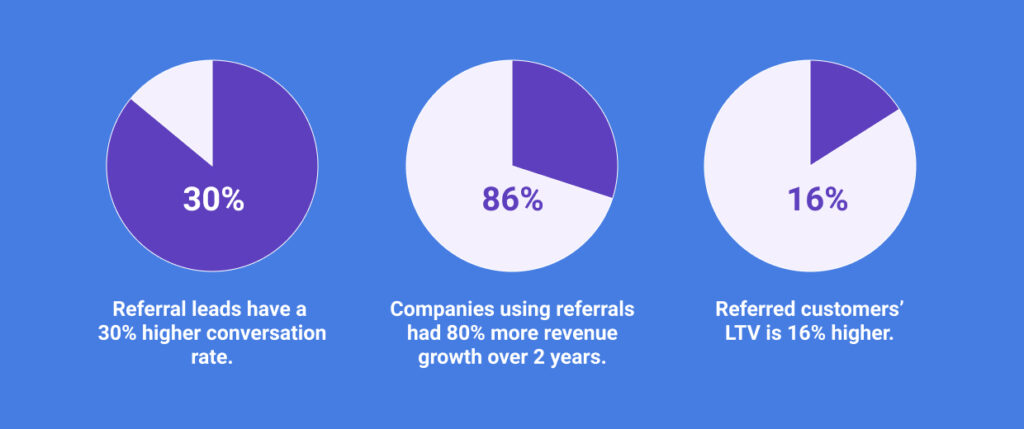 30%
86%
16%
Referral leads have a
30% higher conversation
rate.
Companies using referrals
had 80% more revenue
growth over 2 years.
Referred customers’
LTV is 16% higher.